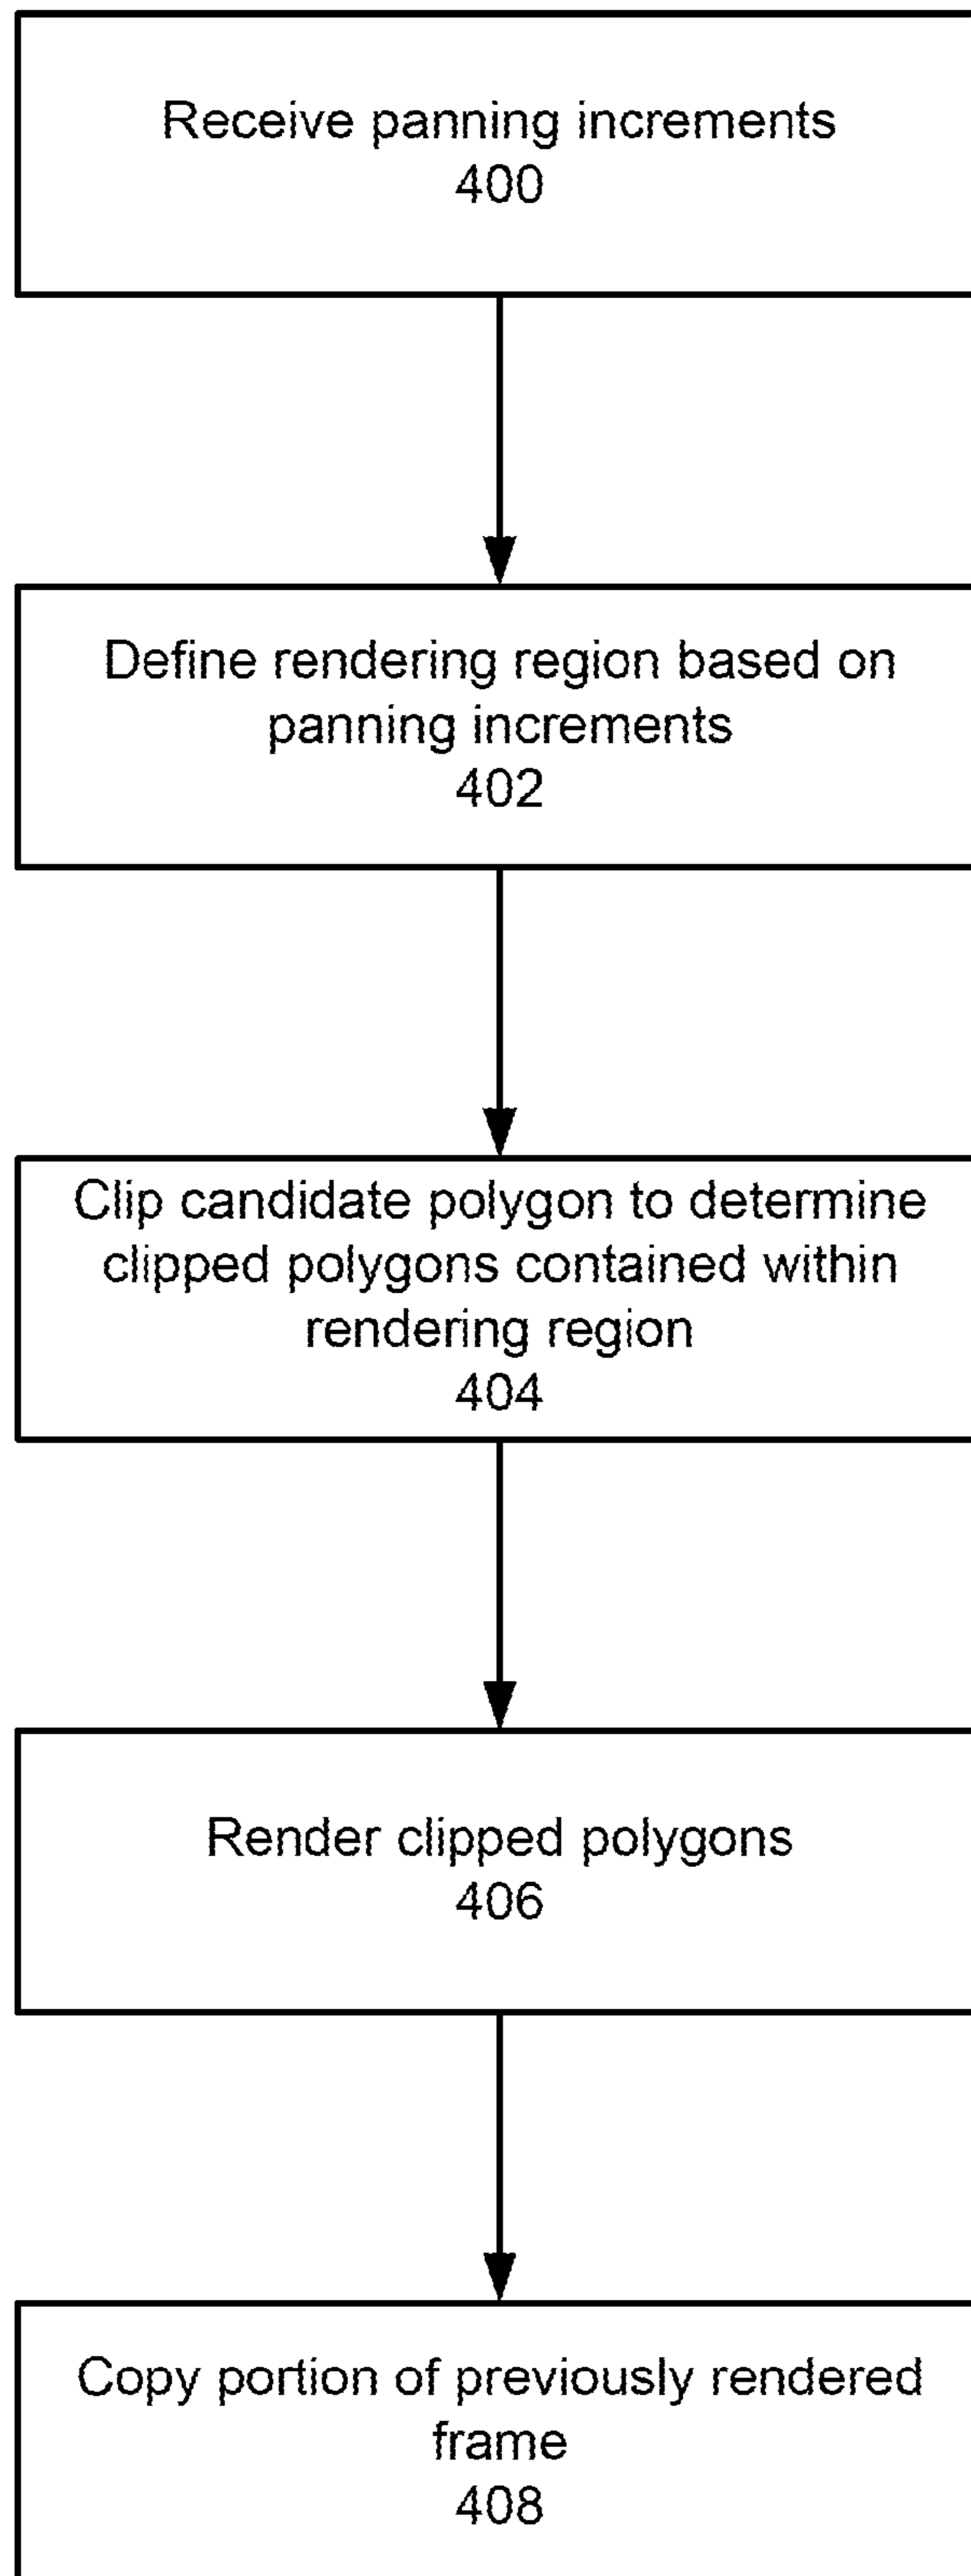 Receive panning increments
400
Define rendering region based on
panning increments
402
Clip candidate polygon to determine
clipped polygons contained within
rendering region
404
Render clipped polygons
406
Copy portion of previously rendered
frame
408